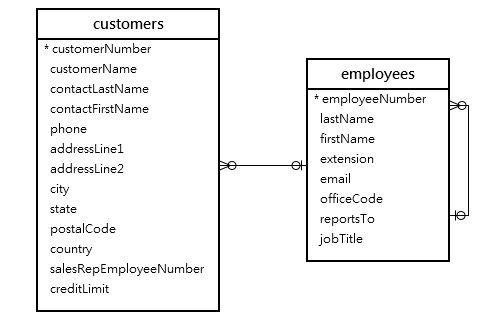 customers
* customerNumber
customerName
contactLastName
contactFirstName
phone
addressLine1
addressLine2
city
state
postalCode
country
salesRepEmployeeNumber
creditLimit
employees
* employeeNumber
lastName
firstName
extension
email
officeCode
reportsTo
jobTitle